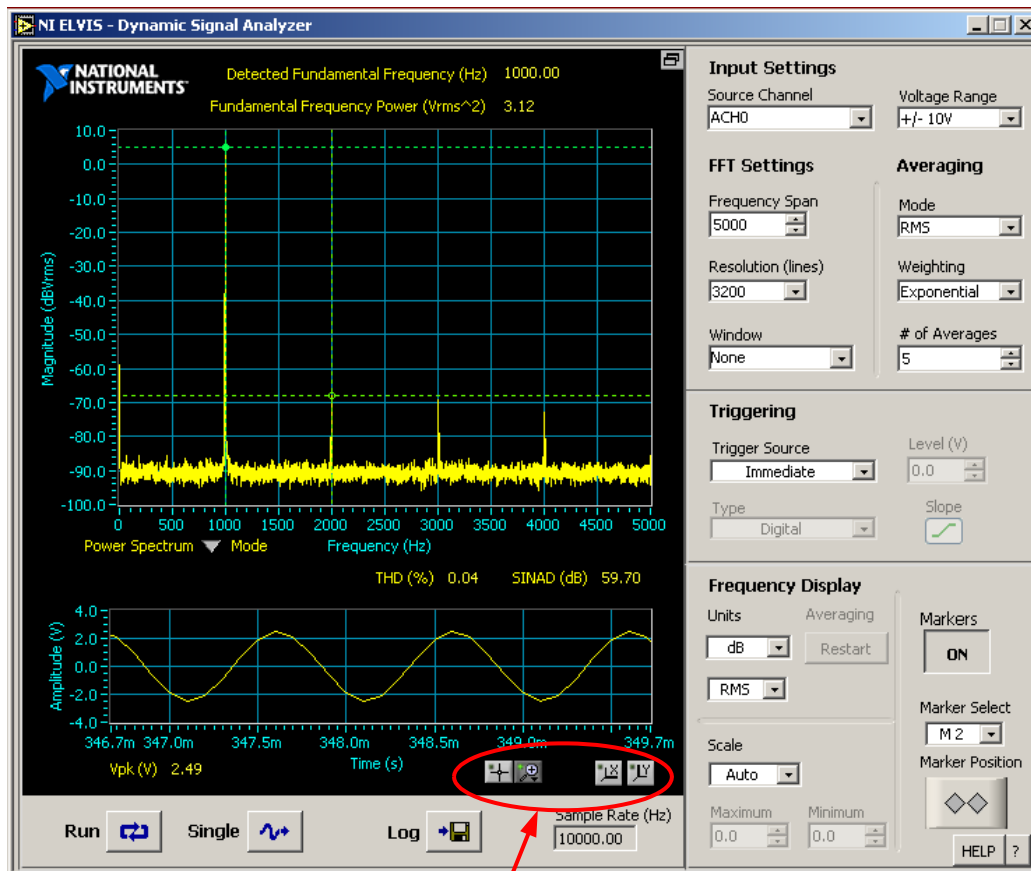 NI ELVIS - Dynamic Signal Analyzer
NATIONAL INSTRUMENTS™
Detected Fundamental Frequency (Hz) 1000.00
Fundamental Frequency Power (Vrms^2) 3.12
Magnitude (dBVrms)
10.0
0.0
-10.0
-20.0
-30.0
-40.0
-50.0
-60.0
-70.0
-80.0
-90.0
-100.0
0 500 1000 1500 2000 2500 3000 3500 4000 4500 5000
Power Spectrum Mode Frequency (Hz)
THD (%) 0.04 SINAD (dB) 59.70
Amplitude (V)
4.0
2.0
0.0
-2.0
-4.0
346.7m 347.0m 347.5m 348.0m 348.5m 349.0m 349.7m
Vpk (V) 2.49 Time (s)
X Y
Run Single Log
Sample Rate (Hz)
10000.00
Input Settings
Source Channel Voltage Range
ACH0 +/- 10V
FFT Settings Averaging
Frequency Span Mode
5000 RMS
Resolution (lines) Weighting
3200 Exponential
Window # of Averages
None 5
Triggering
Trigger Source Level (V)
Immediate 0.0
Type Slope
Digital
Frequency Display
Units Averaging Markers
dB Restart ON
RMS
Marker Select
M 2
Scale Marker Position
Auto
Maximum Minimum
0.0 0.0
HELP ?